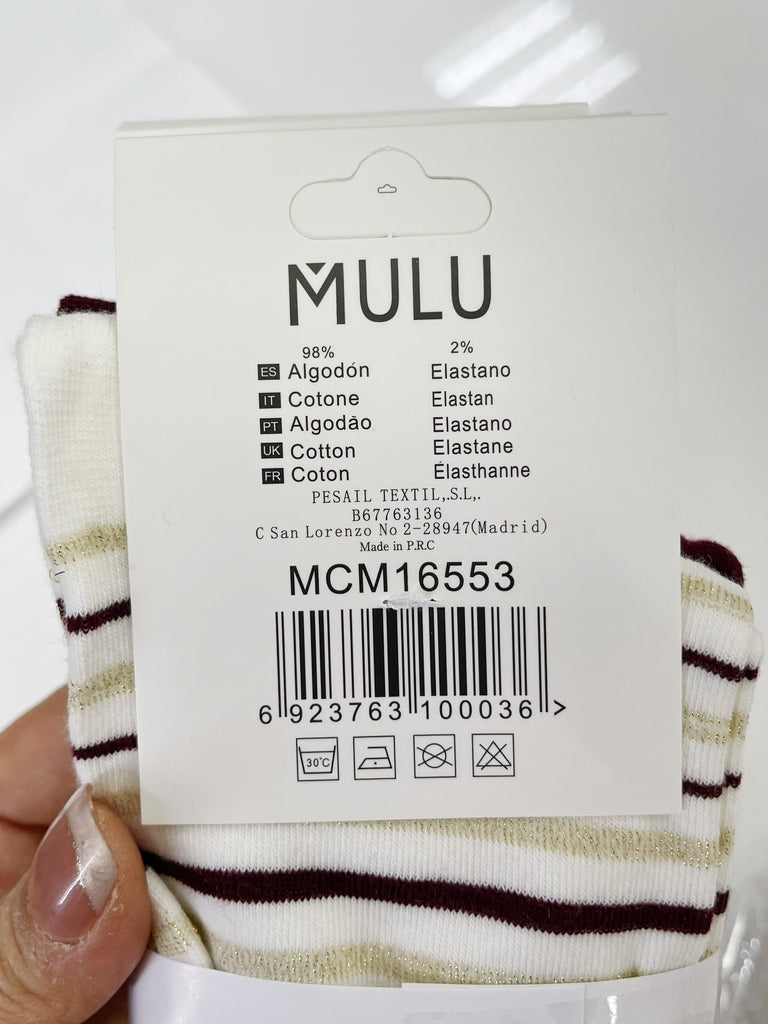 MULU
98% 2%
ES Algodón Elastano
IT Cotone Elastan
PT Algodão Elastano
UK Cotton Elastane
FR Coton Élasthanne
PESAIL TEXTIL,.S.L,.
B67763136
C San Lorenzo No 2-28947(Madrid)
Made in P.R.C
MCM16553
6 923763 100036 >
30°C